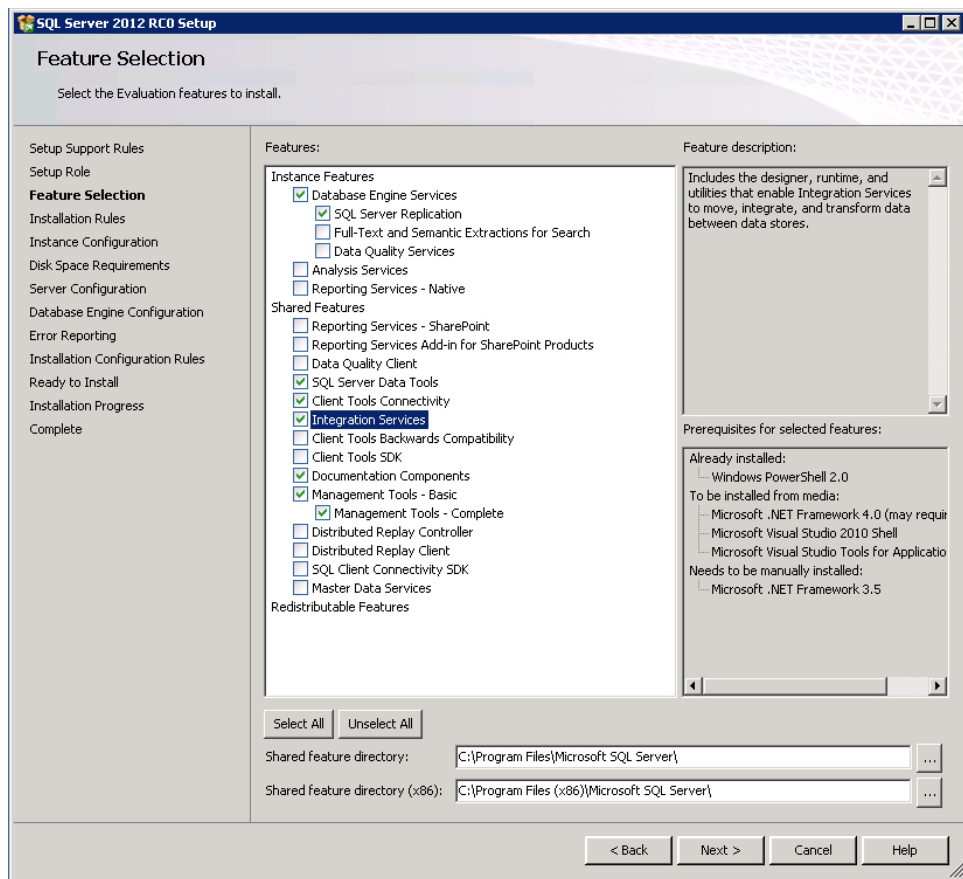 SQL Server 2012 RC0 Setup
Feature Selection
Select the Evaluation features to install.
Setup Support Rules
Setup Role
Feature Selection
Installation Rules
Instance Configuration
Disk Space Requirements
Server Configuration
Database Engine Configuration
Error Reporting
Installation Configuration Rules
Ready to Install
Installation Progress
Complete
Features:
Instance Features
Database Engine Services
SQL Server Replication
Full-Text and Semantic Extractions for Search
Data Quality Services
Analysis Services
Reporting Services - Native
Shared Features
Reporting Services - SharePoint
Reporting Services Add-in for SharePoint Products
Data Quality Client
SQL Server Data Tools
Client Tools Connectivity
Integration Services
Client Tools Backwards Compatibility
Client Tools SDK
Documentation Components
Management Tools - Basic
Management Tools - Complete
Distributed Replay Controller
Distributed Replay Client
SQL Client Connectivity SDK
Master Data Services
Redistributable Features
Feature description:
Includes the designer, runtime, and
utilities that enable Integration Services
to move, integrate, and transform data
between data stores.
Prerequisites for selected features:
Already installed:
Windows PowerShell 2.0
To be installed from media:
Microsoft .NET Framework 4.0 (may requir
Microsoft Visual Studio 2010 Shell
Microsoft Visual Studio Tools for Applicatio
Needs to be manually installed:
Microsoft .NET Framework 3.5
Select All
Unselect All
Shared feature directory:
C:\Program Files\Microsoft SQL Server\
...
Shared feature directory (x86):
C:\Program Files (x86)\Microsoft SQL Server\
...
< Back
Next >
Cancel
Help